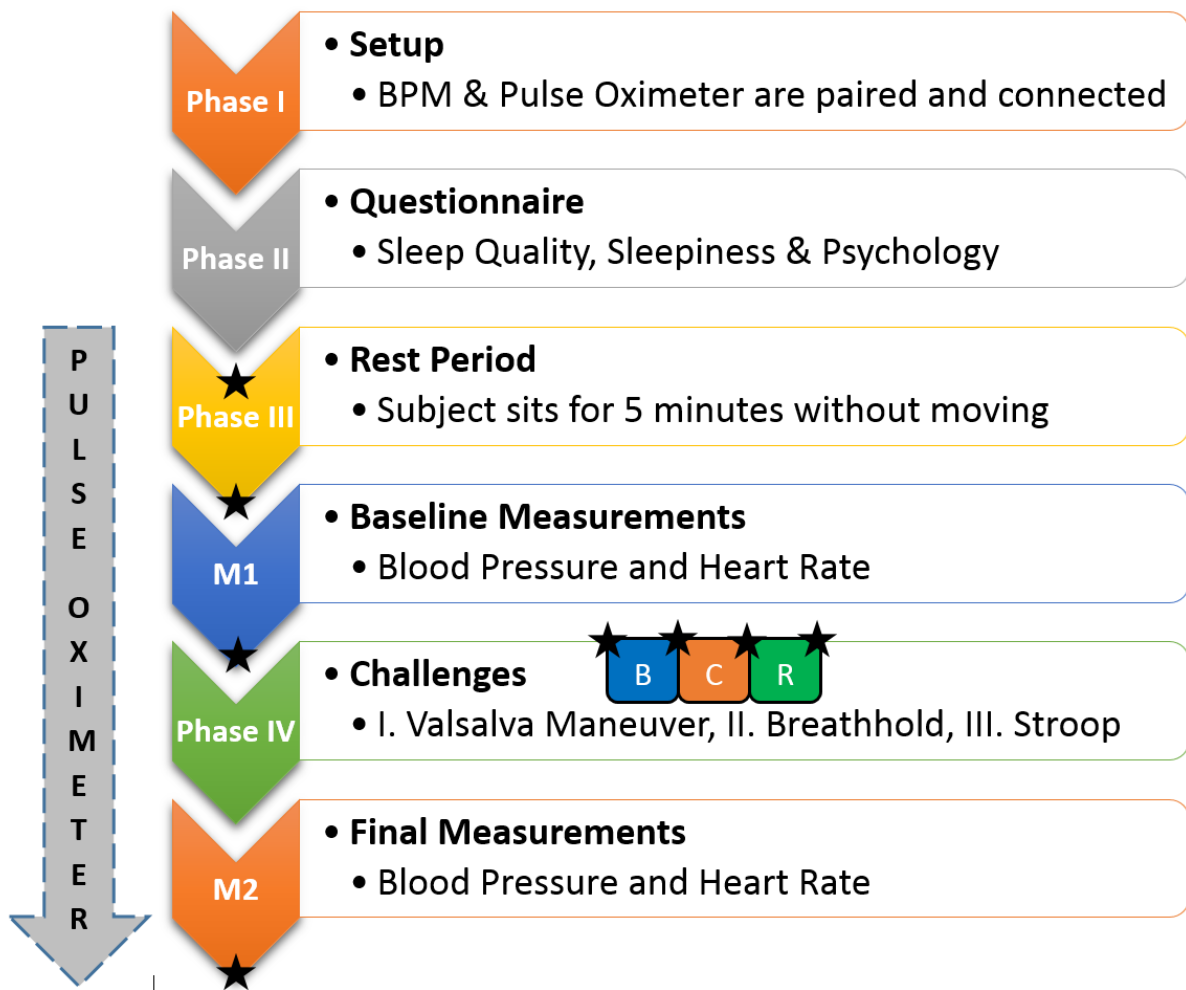 Phase I
• Setup
• BPM & Pulse Oximeter are paired and connected
Phase II
• Questionnaire
• Sleep Quality, Sleepiness & Psychology
PULSE OXIMETER
Phase III
• Rest Period
• Subject sits for 5 minutes without moving
M1
• Baseline Measurements
• Blood Pressure and Heart Rate
Phase IV
• Challenges
B C R
• I. Valsalva Maneuver, II. Breathhold, III. Stroop
M2
• Final Measurements
• Blood Pressure and Heart Rate